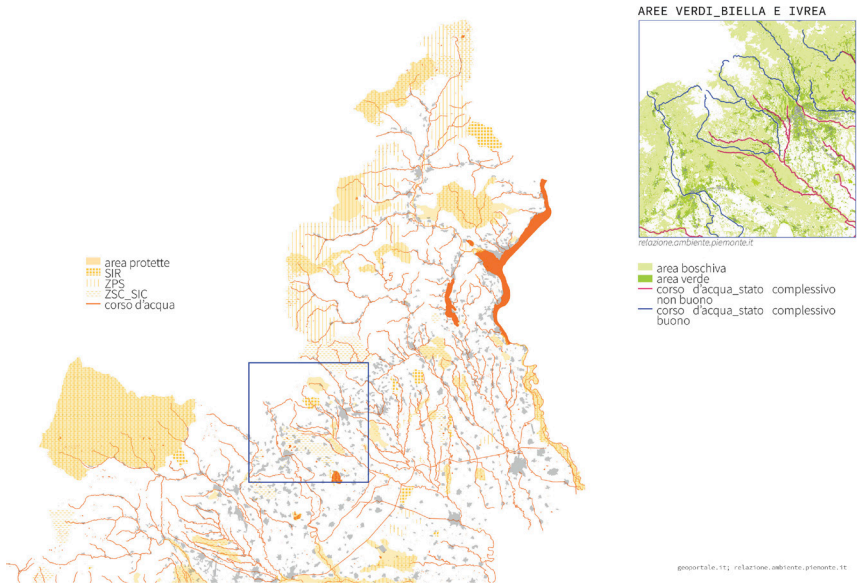 AREE VERDI_BIELLA E IVREA
relazione.ambiente.piemonte.it
area protette
SIR
ZPS
ZSC_SIC
corso d'acqua
area boschiva
area verde
corso d'acqua_stato complessivo
non buono
corso d'acqua_stato complessivo
buono
geoportale.it; relazione.ambiente.piemonte.it